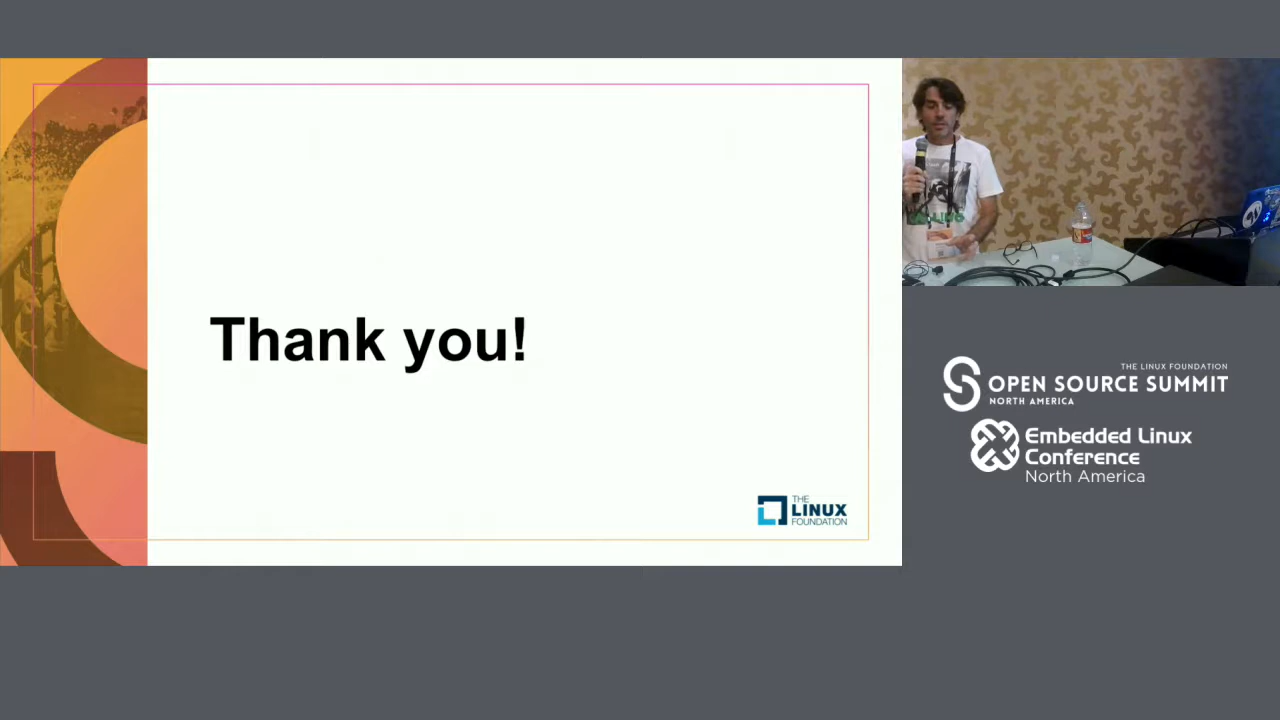 Thank you!
THE
LINUX
FOUNDATION
THE LINUX FOUNDATION
OPEN SOURCE SUMMIT
NORTH AMERICA
Embedded Linux
Conference
North America